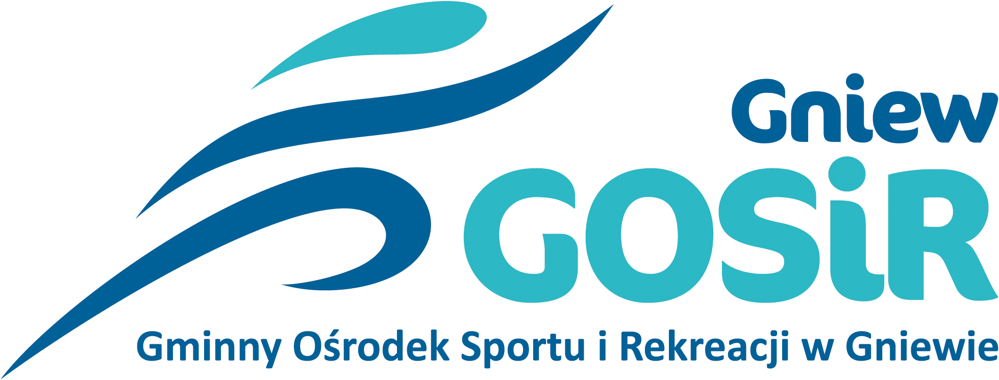 Gniew
GOSiR
Gminny Ośrodek Sportu i Rekreacji w Gniewie